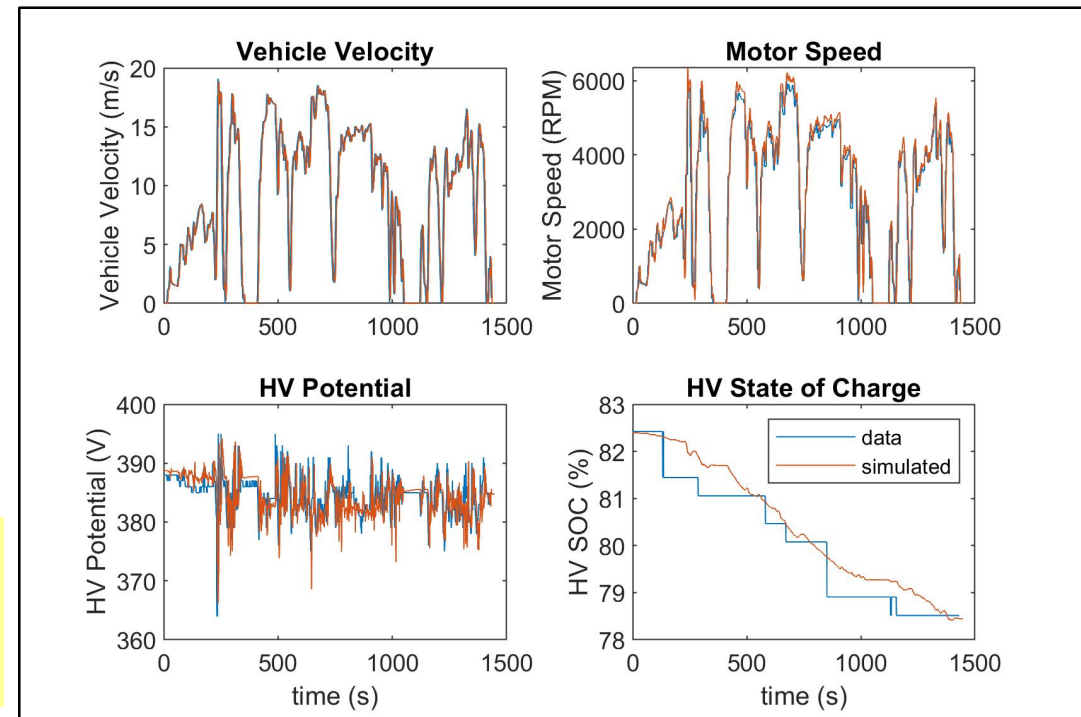 Vehicle Velocity
Vehicle Velocity (m/s)
20
15
10
5
0
0 500 1000 1500
Motor Speed
Motor Speed (RPM)
6000
4000
2000
0
0 500 1000 1500
HV Potential
HV Potential (V)
400
390
380
370
360
0 500 1000 1500
time (s)
HV State of Charge
HV SOC (%)
83
82
81
80
79
78
data
simulated
0 500 1000 1500
time (s)